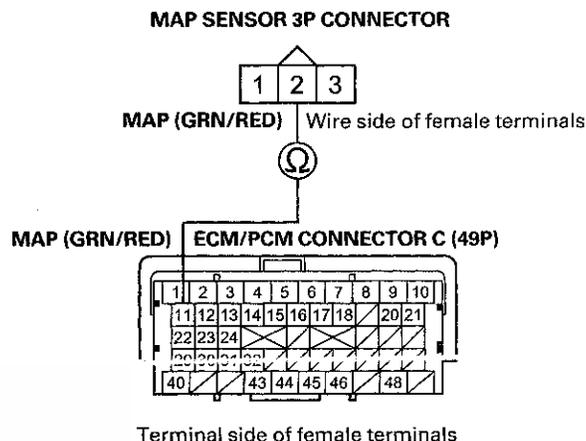 MAP SENSOR 3P CONNECTOR
1 2 3
MAP (GRN/RED) Wire side of female terminals
Ω
MAP (GRN/RED) ECM/PCM CONNECTOR C (49P)
1 2 3 4 5 6 7 8 9 10
11 12 13 14 15 16 17 18 20 21
22 23 24
40 43 44 45 46 48
Terminal side of female terminals